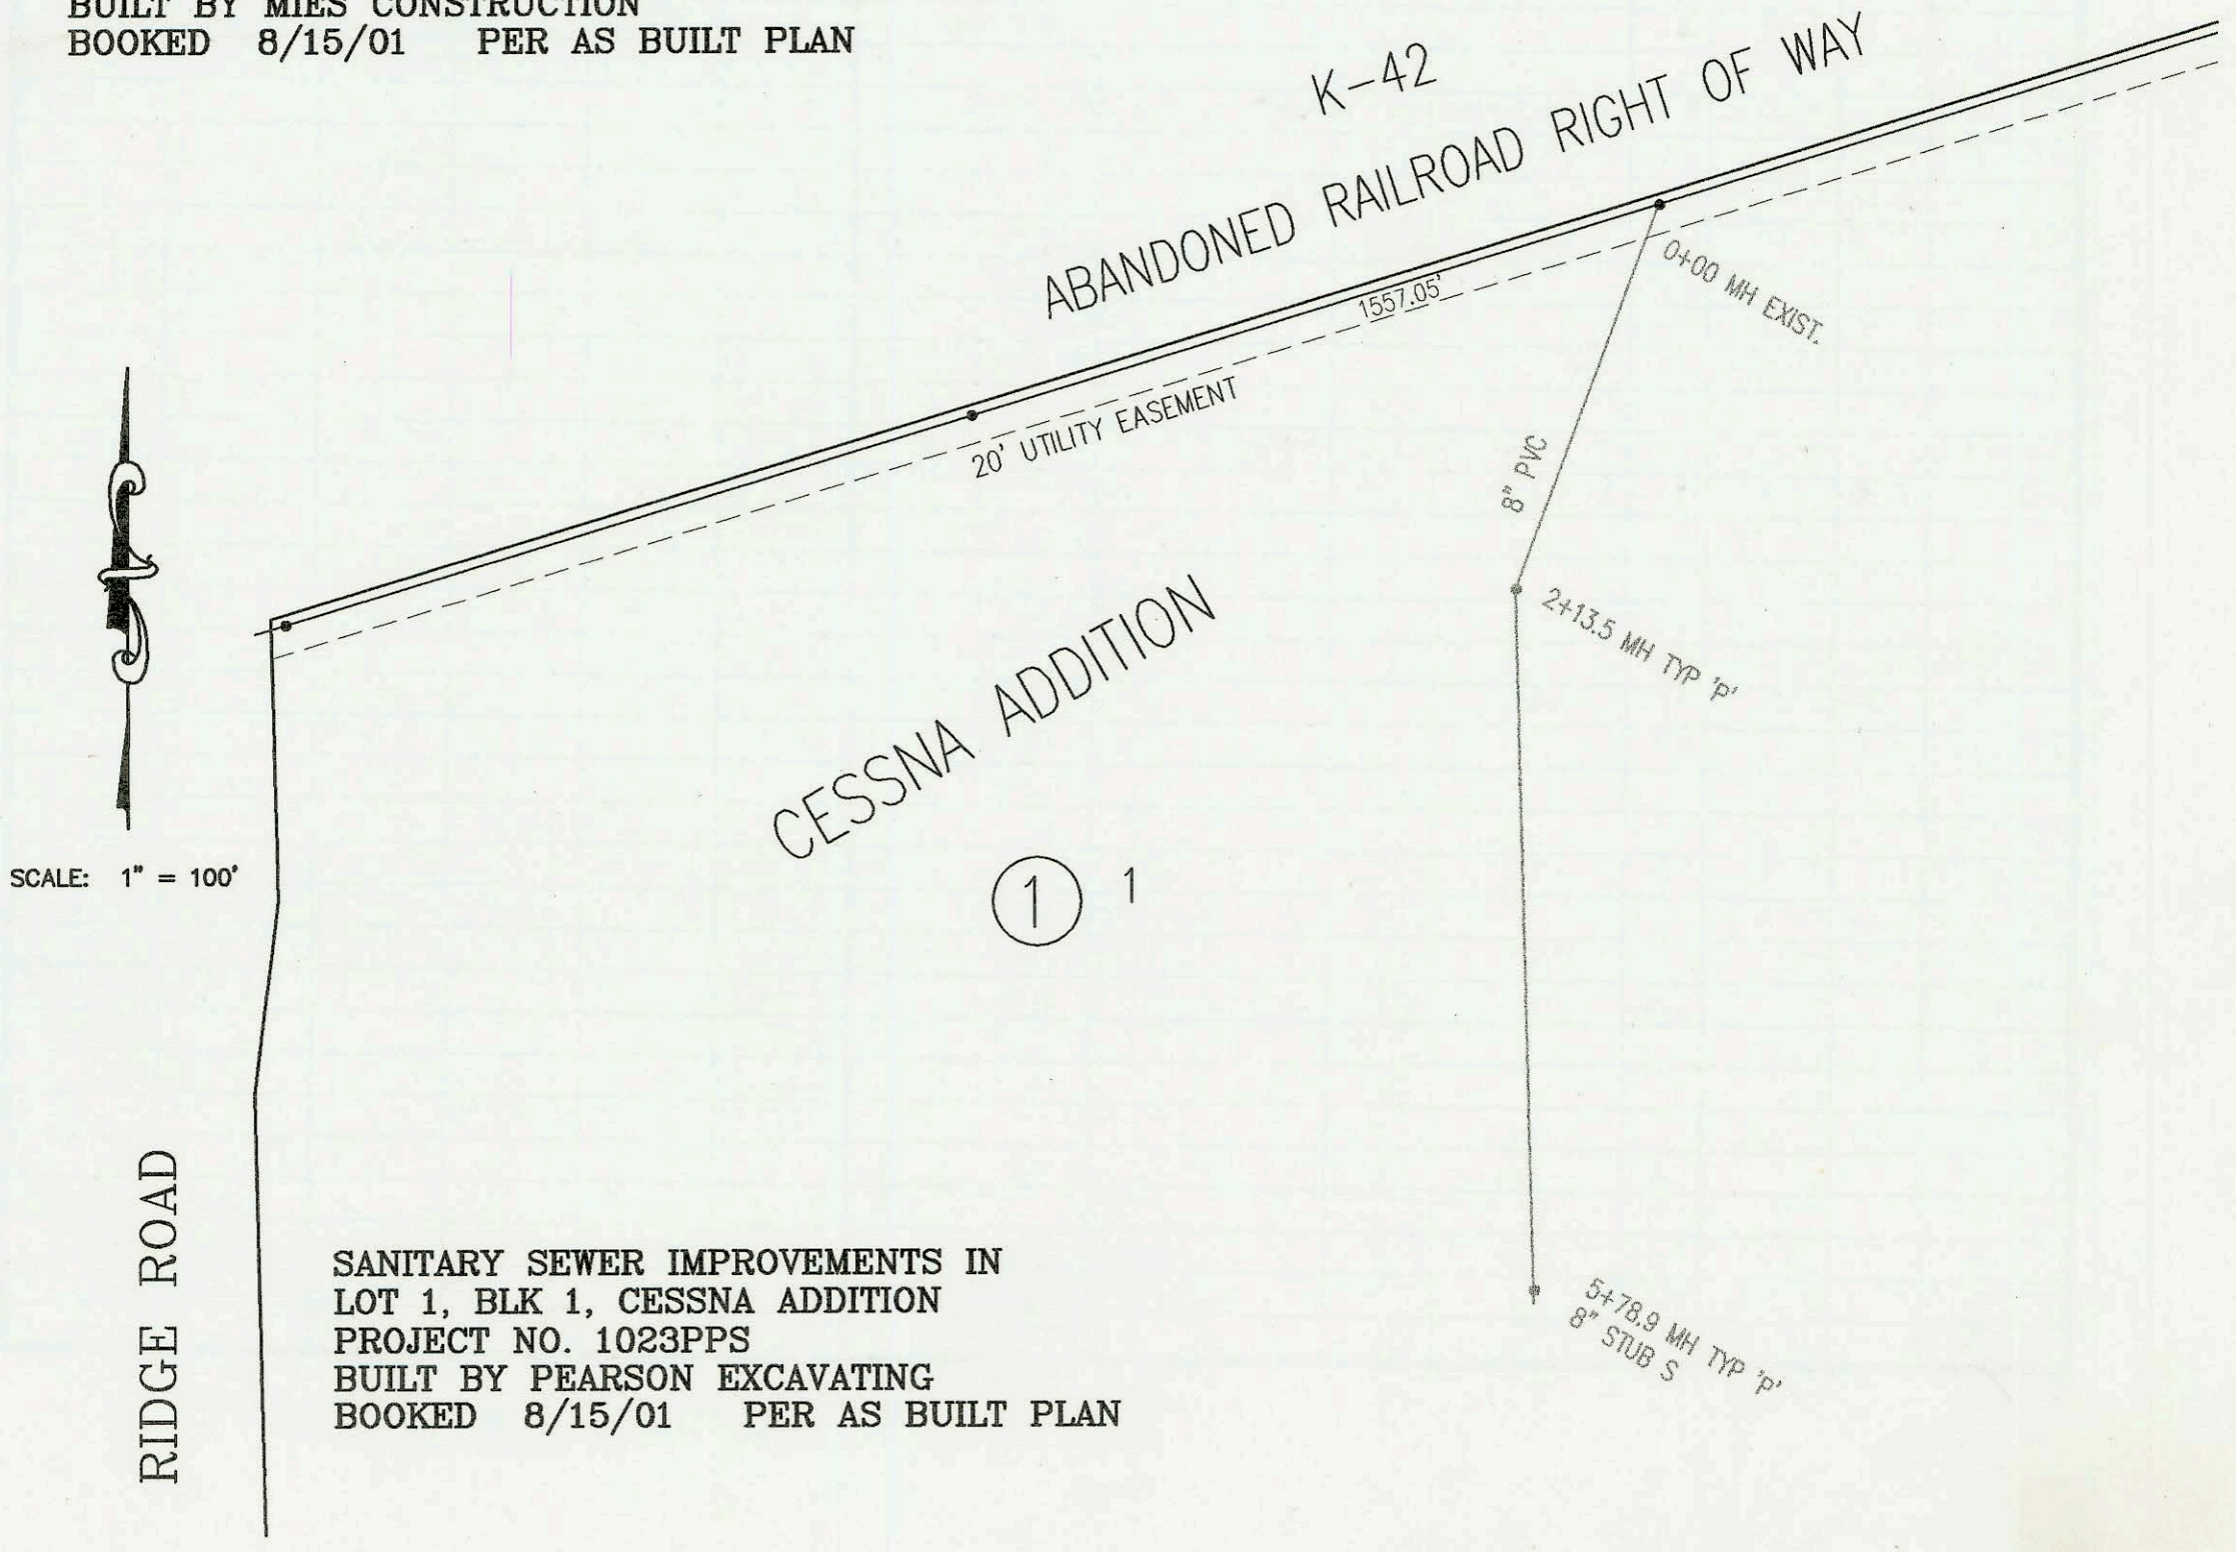 BUILT BY MIES CONSTRUCTION
BOOKED 8/15/01 PER AS BUILT PLAN
K-42
ABANDONED RAILROAD RIGHT OF WAY
1557.05'
0+00 MH EXIST.
20' UTILITY EASEMENT
8" PVC
2+13.5 MH TYP 'P'
CESSNA ADDITION
1 1
SCALE: 1" = 100'
RIDGE ROAD
5+78.9 MH TYP 'P'
8" STUB S
SANITARY SEWER IMPROVEMENTS IN
LOT 1, BLK 1, CESSNA ADDITION
PROJECT NO. 1023PPS
BUILT BY PEARSON EXCAVATING
BOOKED 8/15/01 PER AS BUILT PLAN